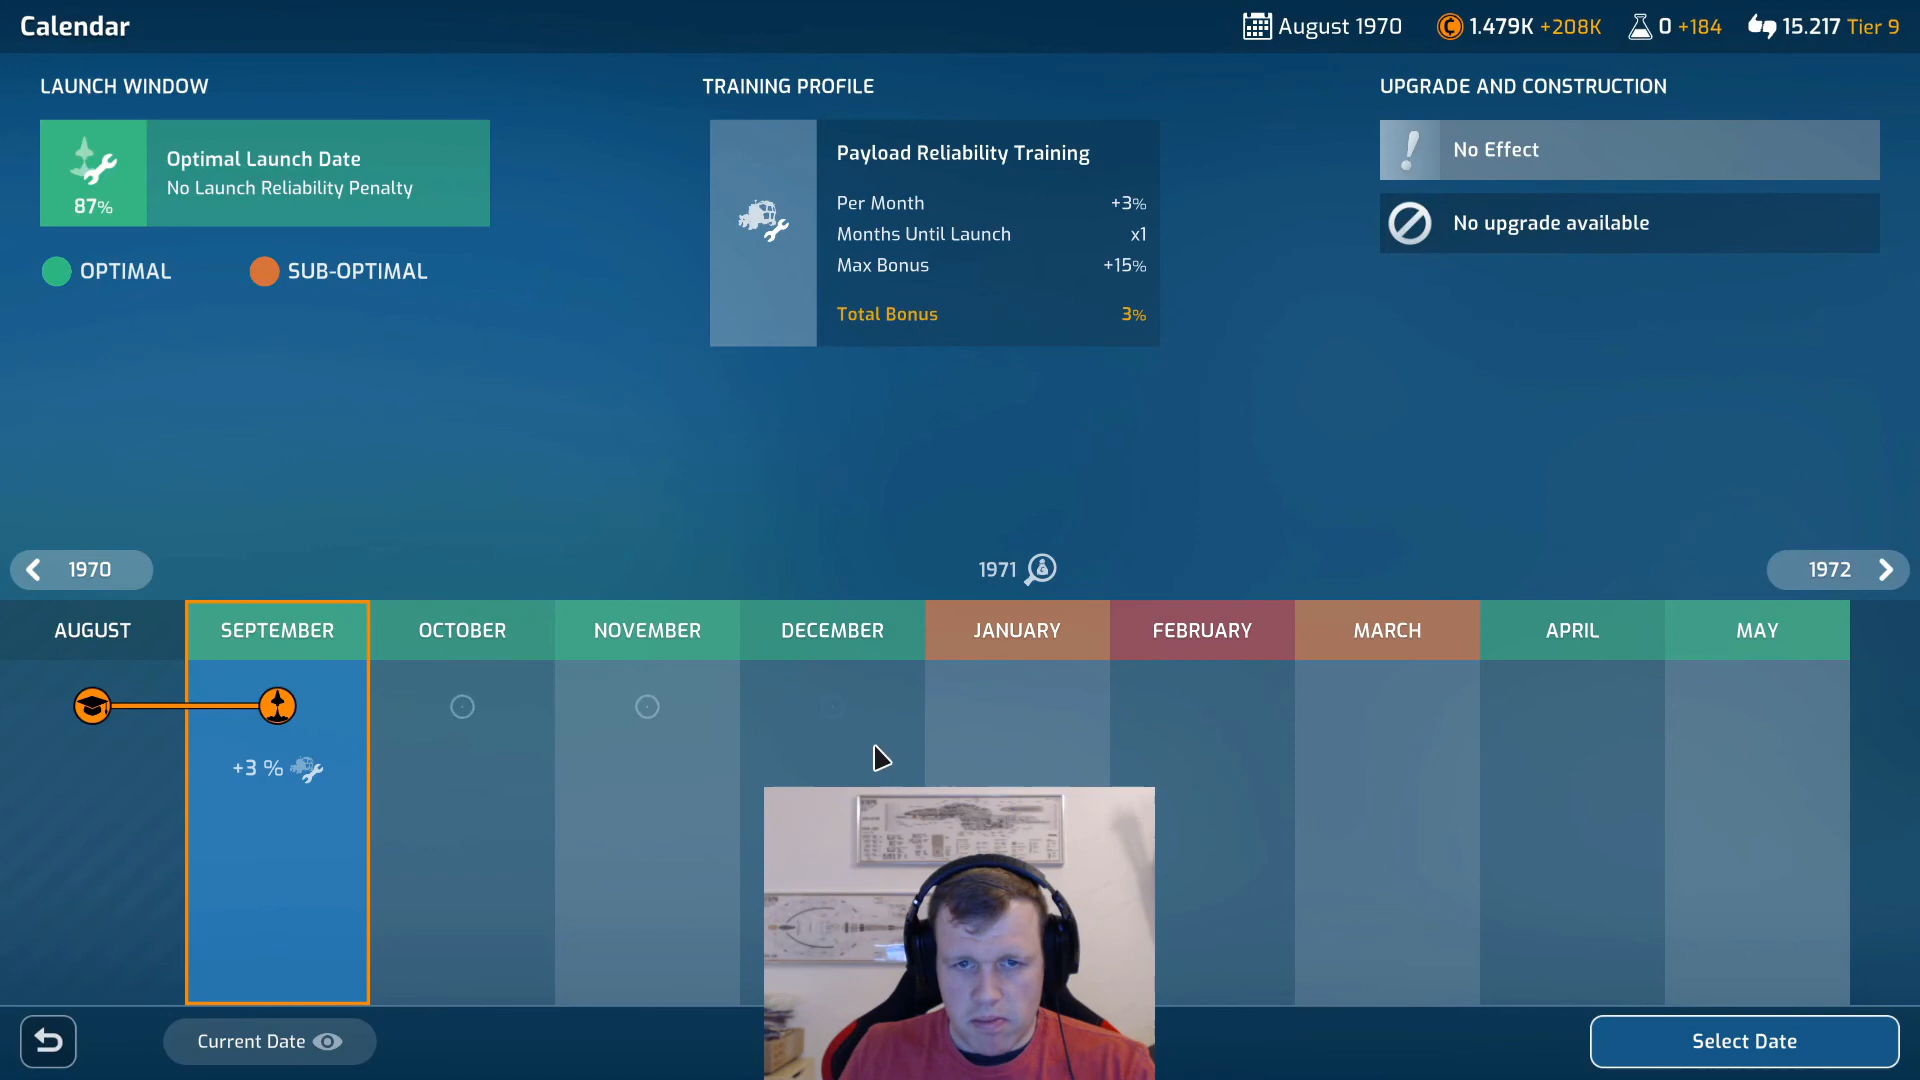 Calendar
August 1970
1.479K +208K
0 +184
15.217 Tier 9
LAUNCH WINDOW
87%
Optimal Launch Date
No Launch Reliability Penalty
OPTIMAL
SUB-OPTIMAL
TRAINING PROFILE
Payload Reliability Training
Per Month +3%
Months Until Launch x1
Max Bonus +15%
Total Bonus 3%
UPGRADE AND CONSTRUCTION
No Effect
No upgrade available
1970
1971
1972
AUGUST
SEPTEMBER
OCTOBER
NOVEMBER
DECEMBER
JANUARY
FEBRUARY
MARCH
APRIL
MAY
+3 %
Current Date
Select Date